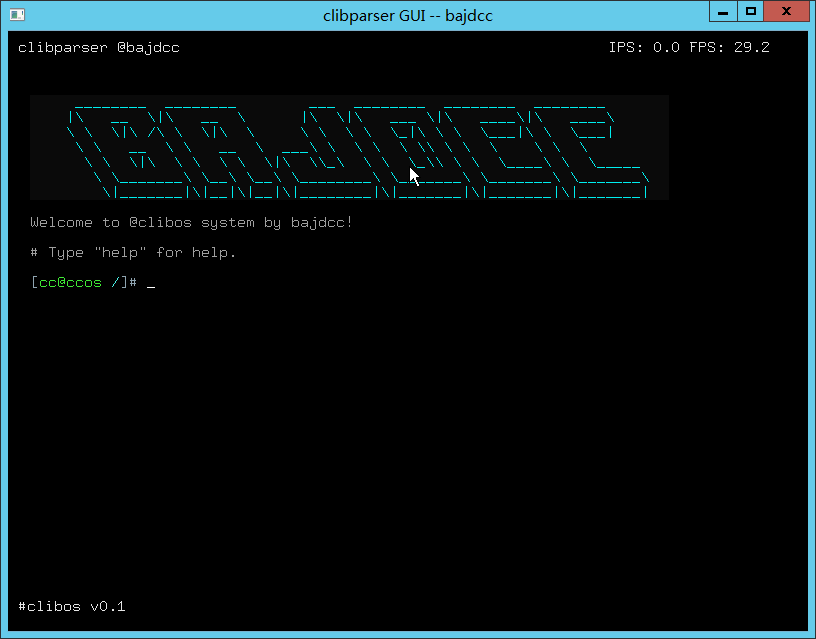 clibparser GUI -- bajdcc
clibparser @bajdcc IPS: 0.0 FPS: 29.2
BAJDCC
Welcome to @clibos system by bajdcc!
# Type "help" for help.
[cc@ccos /]# _
#clibos v0.1